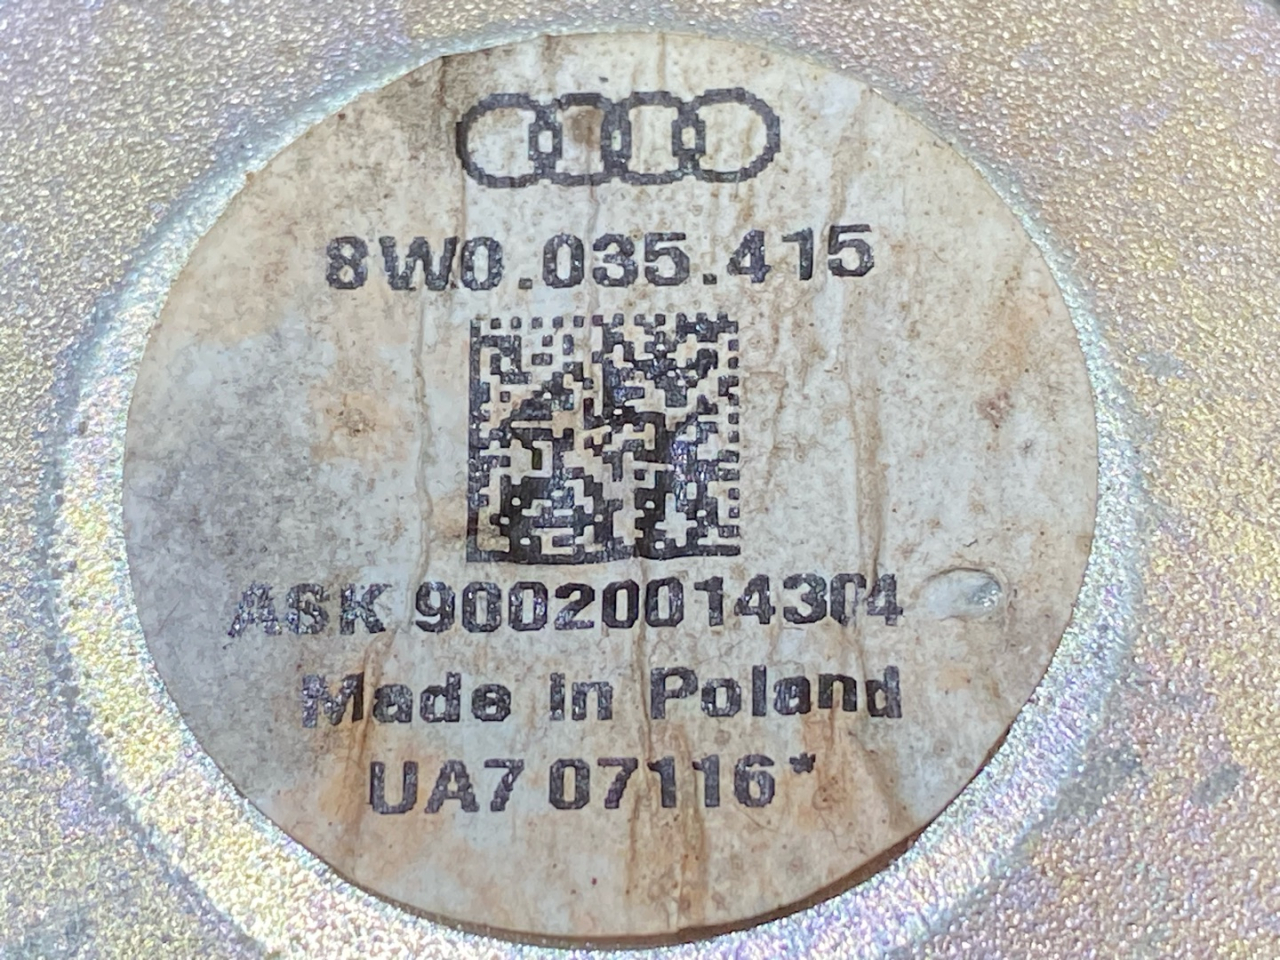 8W0.035.415
ASK 90020014304
Made In Poland
UA7 07116*